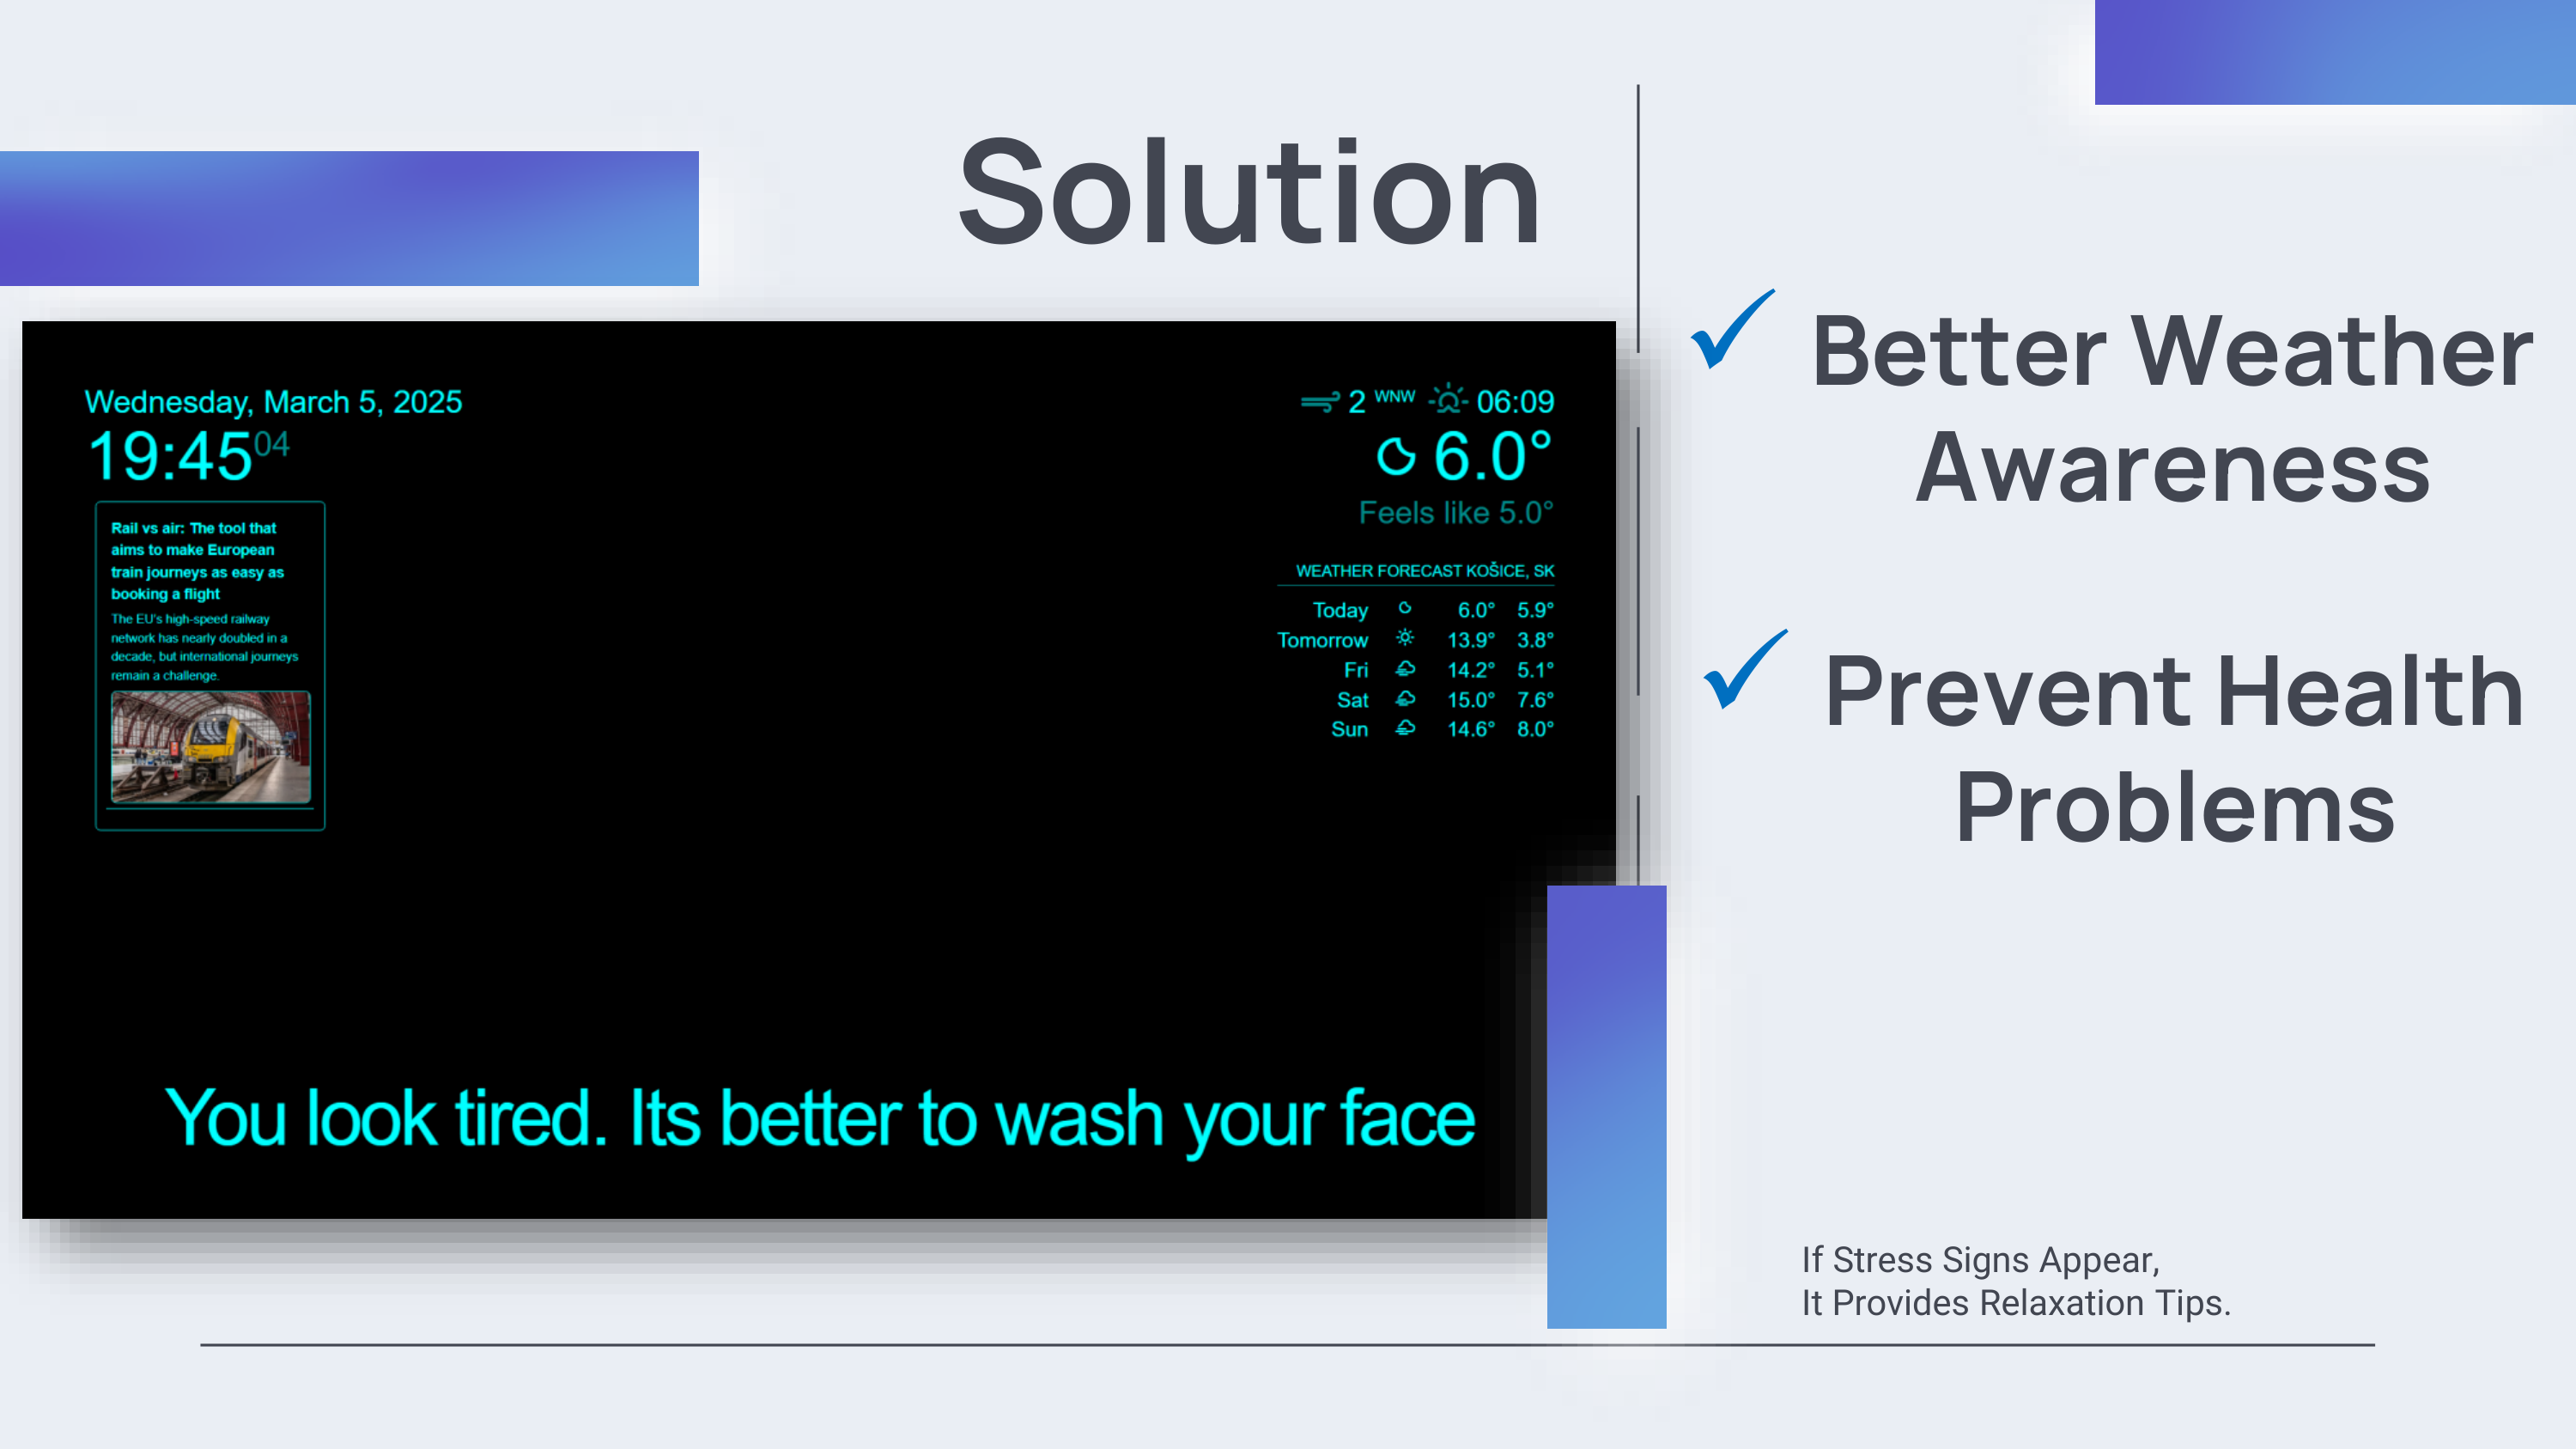 Solution
Wednesday, March 5, 2025
19:45 04
Rail vs air: The tool that
aims to make European
train journeys as easy as
booking a flight
The EU's high-speed railway
network has nearly doubled in a
decade, but international journeys
remain a challenge.
2 WNW 06:09
6.0°
Feels like 5.0°
WEATHER FORECAST KOŠICE, SK
Today 6.0° 5.9°
Tomorrow 13.9° 3.8°
Fri 14.2° 5.1°
Sat 15.0° 7.6°
Sun 14.6° 8.0°
You look tired. Its better to wash your face
Better Weather
Awareness
Prevent Health
Problems
If Stress Signs Appear,
It Provides Relaxation Tips.